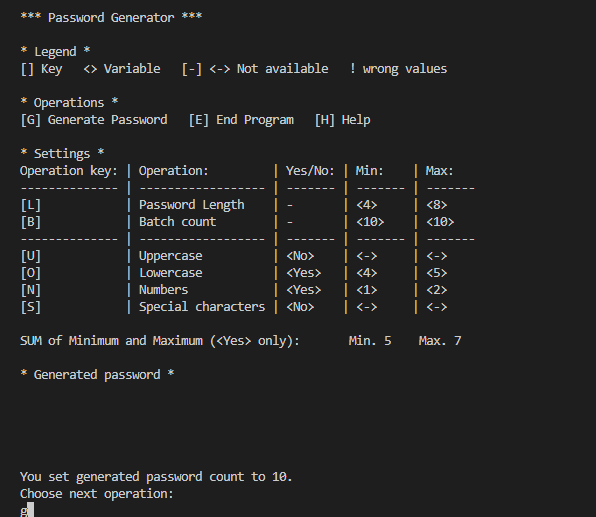 *** Password Generator ***
* Legend *
[] Key   <> Variable   [-] <-> Not available   ! wrong values
* Operations *
[G] Generate Password   [E] End Program   [H] Help
* Settings *
Operation key: | Operation:         | Yes/No: | Min:    | Max:
-------------- | ------------------ | ------- | ------- | -------
[L]            | Password Length    | -       | <4>     | <8>
[B]            | Batch count        | -       | <10>    | <10>
-------------- | ------------------ | ------- | ------- | -------
[U]            | Uppercase          | <No>    | <->     | <->
[O]            | Lowercase          | <Yes>   | <4>     | <5>
[N]            | Numbers            | <Yes>   | <1>     | <2>
[S]            | Special characters | <No>    | <->     | <->
SUM of Minimum and Maximum (<Yes> only):       Min. 5    Max. 7
* Generated password *
You set generated password count to 10.
Choose next operation:
g